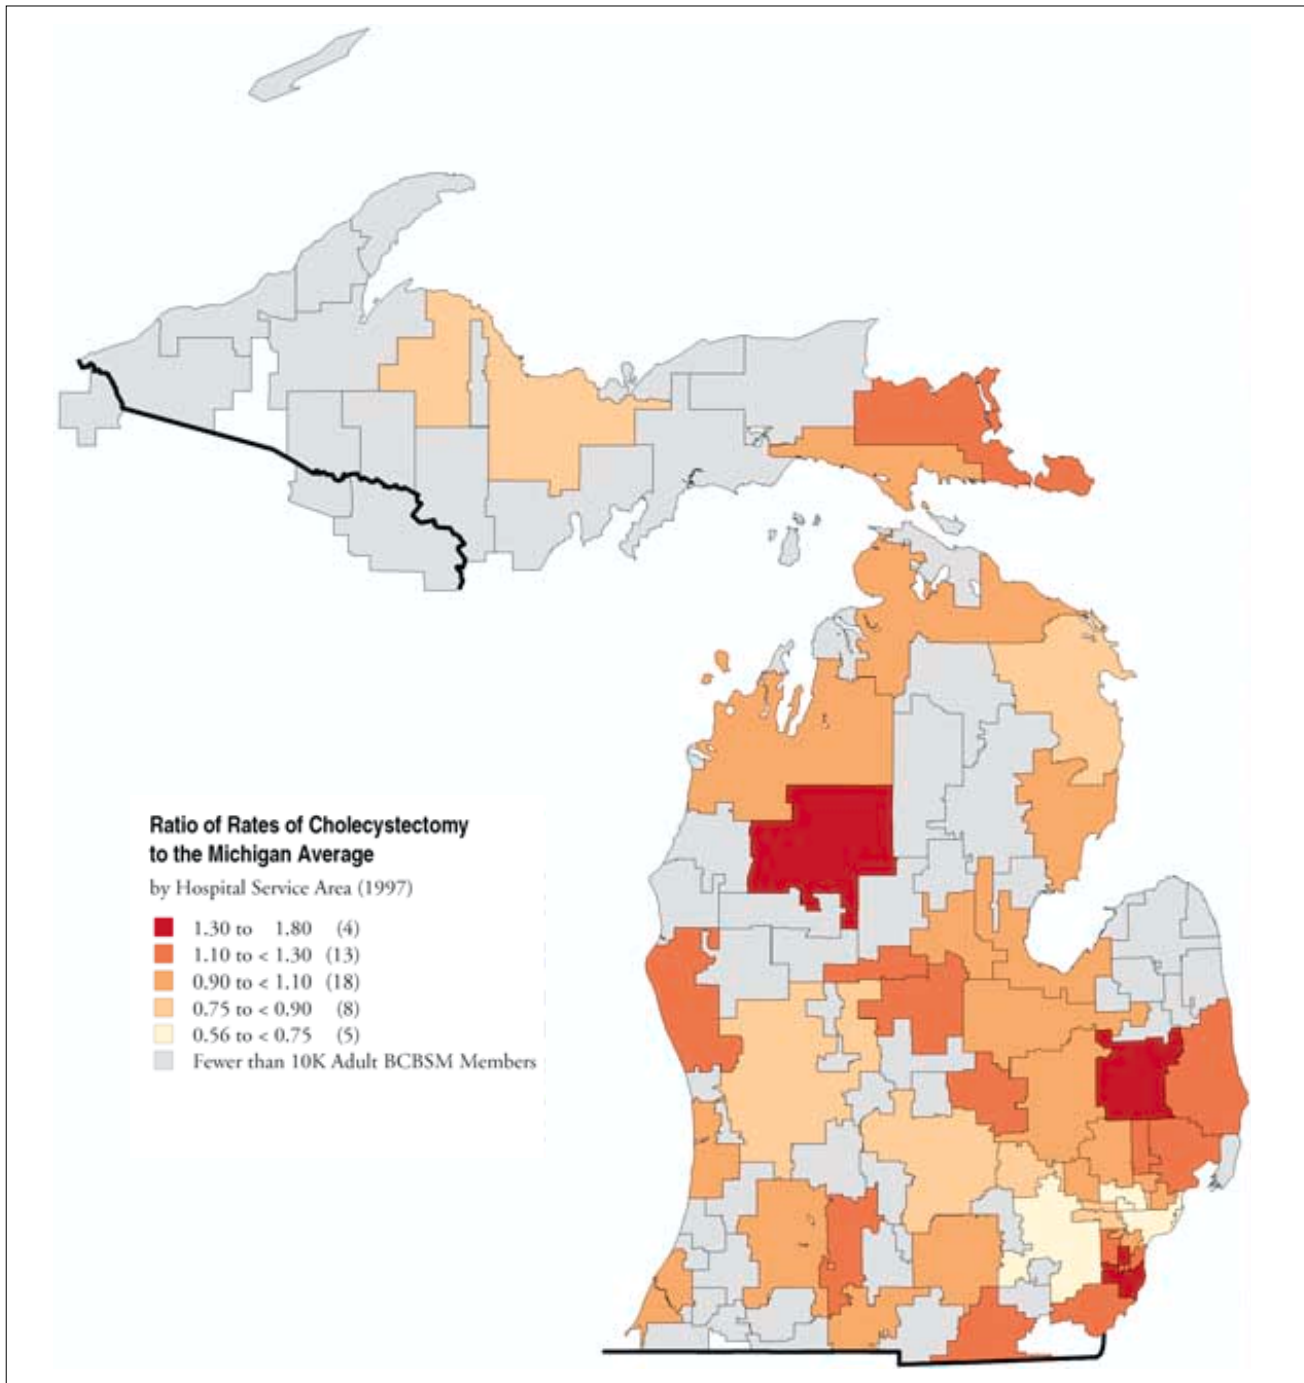 Ratio of Rates of Cholecystectomy
to the Michigan Average
by Hospital Service Area (1997)
1.30 to 1.80 (4)
1.10 to < 1.30 (13)
0.90 to < 1.10 (18)
0.75 to < 0.90 (8)
0.56 to < 0.75 (5)
Fewer than 10K Adult BCBSM Members